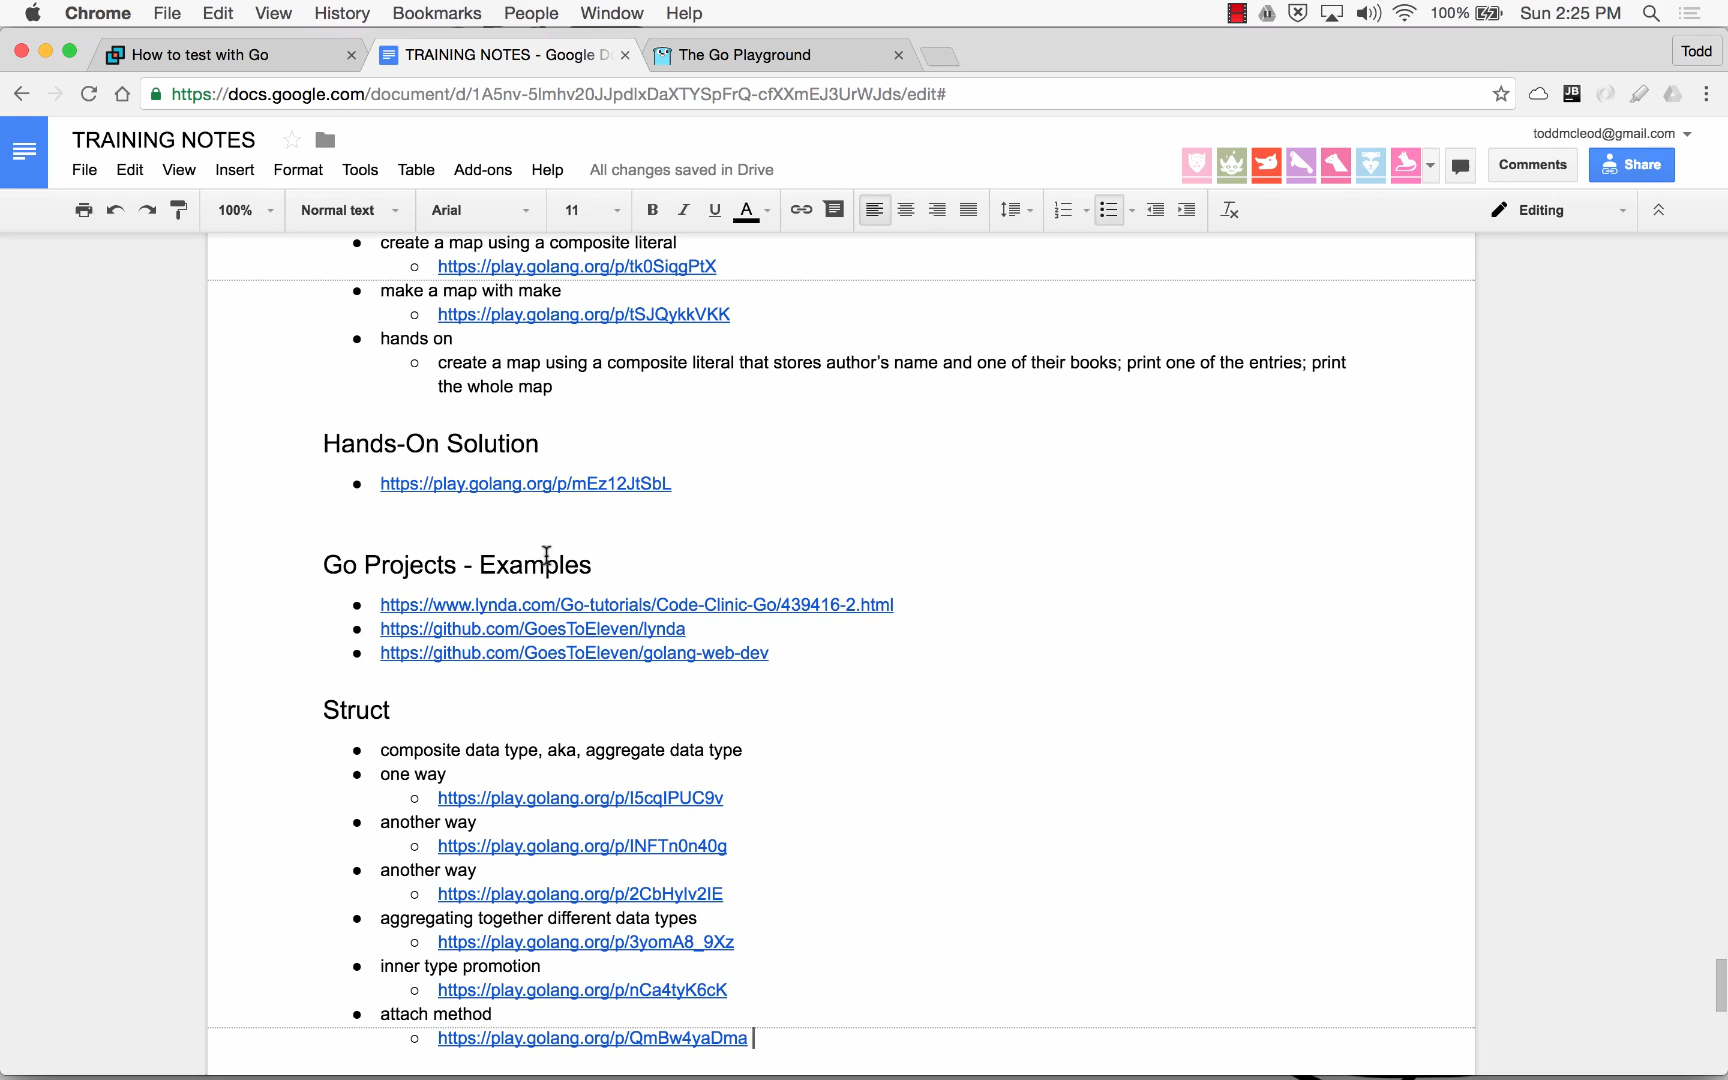 Chrome File Edit View History Bookmarks People Window Help 100% Sun 2:25 PM
How to test with Go TRAINING NOTES - Google D The Go Playground Todd
https://docs.google.com/document/d/1A5nv-5lmhv20JJpdlxDaXTYSpFrQ-cfXXmEJ3UrWJds/edit# JB
TRAINING NOTES toddmcleod@gmail.com
File Edit View Insert Format Tools Table Add-ons Help All changes saved in Drive Comments Share
100% Normal text Arial 11 B I U A Editing
create a map using a composite literal
https://play.golang.org/p/tk0SiqgPtX
make a map with make
https://play.golang.org/p/tSJQykkVKK
hands on
create a map using a composite literal that stores author's name and one of their books; print one of the entries; print
the whole map
Hands-On Solution
https://play.golang.org/p/mEz12JtSbL
Go Projects - Examples
https://www.lynda.com/Go-tutorials/Code-Clinic-Go/439416-2.html
https://github.com/GoesToEleven/lynda
https://github.com/GoesToEleven/golang-web-dev
Struct
composite data type, aka, aggregate data type
one way
https://play.golang.org/p/I5cqIPUC9v
another way
https://play.golang.org/p/INFTn0n40g
another way
https://play.golang.org/p/2CbHyIv2IE
aggregating together different data types
https://play.golang.org/p/3yomA8_9Xz
inner type promotion
https://play.golang.org/p/nCa4tyK6cK
attach method
https://play.golang.org/p/QmBw4yaDma